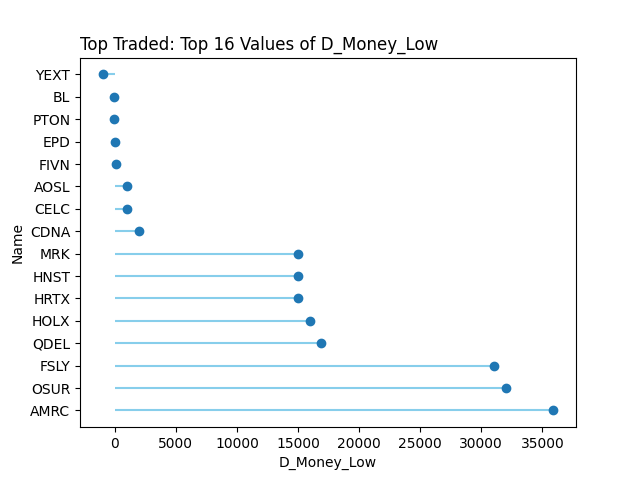 Top Traded: Top 16 Values of D_Money_Low
YEXT
BL
PTON
EPD
FIVN
AOSL
CELC
CDNA
MRK
HNST
HRTX
HOLX
QDEL
FSLY
OSUR
AMRC
Name
0 5000 10000 15000 20000 25000 30000 35000
D_Money_Low